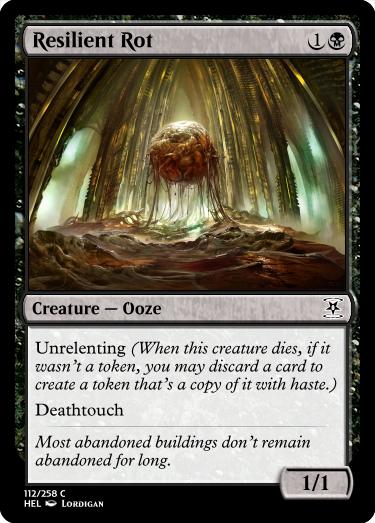 Resilient Rot 1
Creature — Ooze
Unrelenting (When this creature dies, if it
wasn't a token, you may discard a card to
create a token that's a copy of it with haste.)
Deathtouch
Most abandoned buildings don't remain
abandoned for long.
1/1
112/258 C
HEL Lordigan